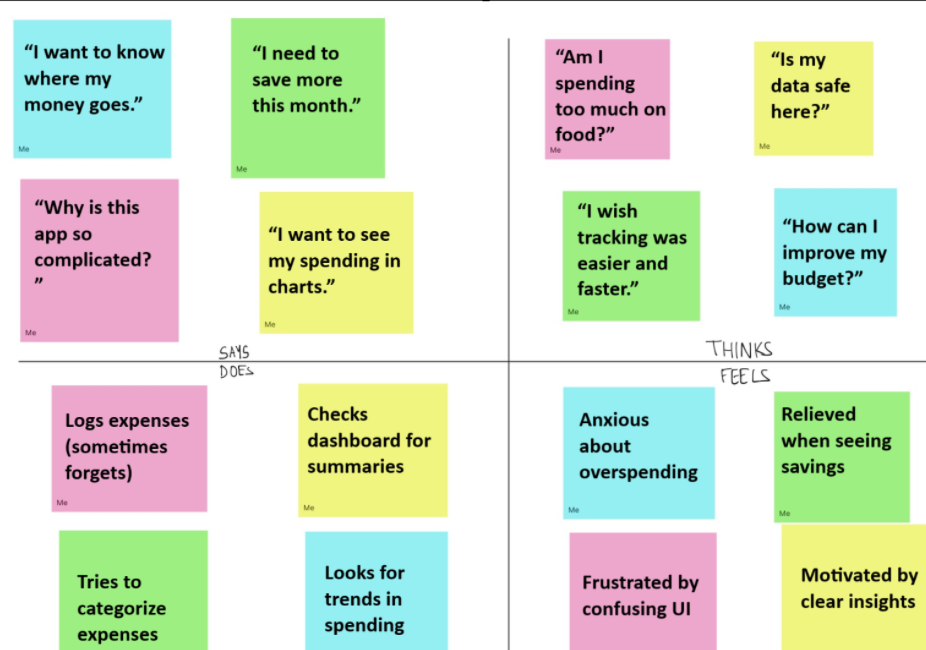 “I want to know
where my
money goes.”
Me
“I need to
save more
this month.”
Me
“Why is this
app so
complicated?
”
Me
“I want to see
my spending in
charts.”
Me
“Am I
spending
too much on
food?”
Me
“Is my
data safe
here?”
Me
“I wish
tracking was
easier and
faster.”
Me
“How can I
improve my
budget?”
Me
SAYS
DOES
THINKS
FEELS
Logs expenses
(sometimes
forgets)
Me
Checks
dashboard for
summaries
Me
Tries to
categorize
expenses
Looks for
trends in
spending
Anxious
about
overspending
Me
Relieved
when seeing
savings
Me
Frustrated by
confusing UI
Motivated by
clear insights